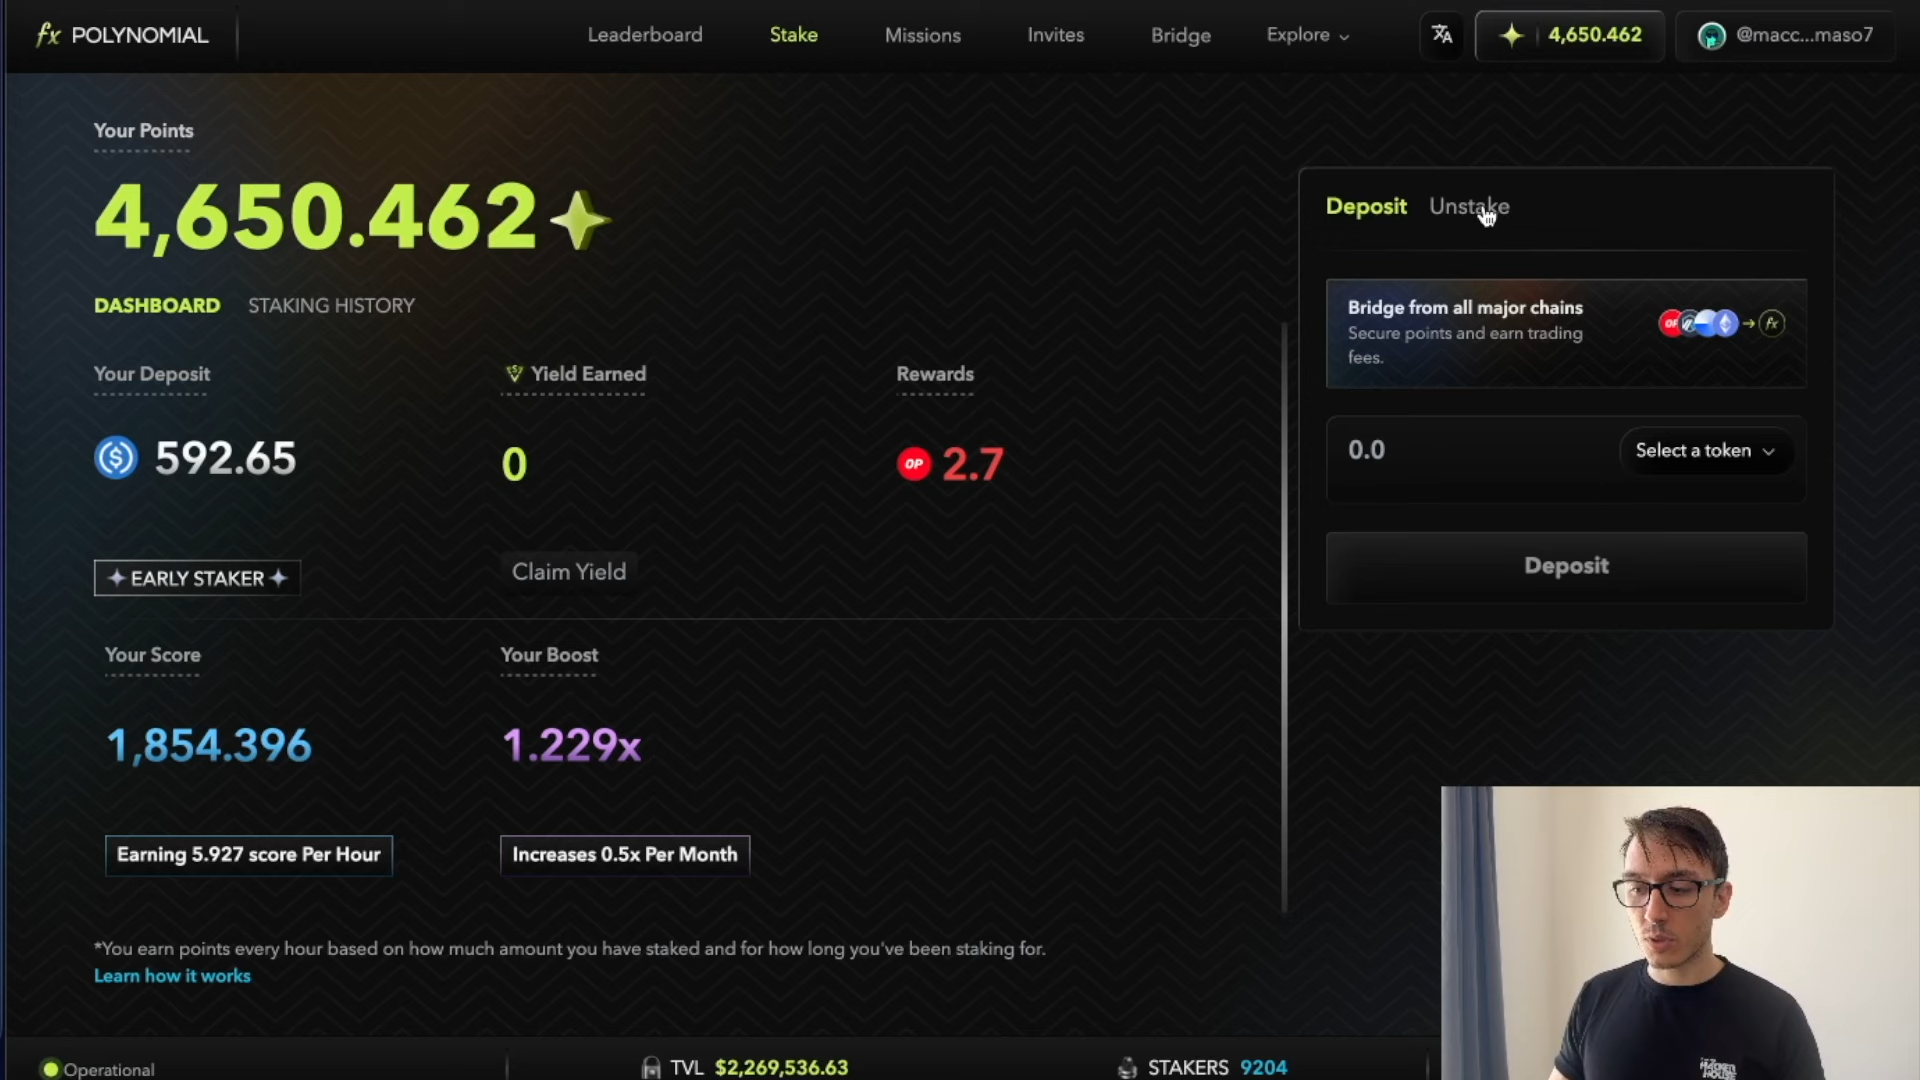 fx POLYNOMIAL
Leaderboard
Stake
Missions
Invites
Bridge
Explore
4,650.462
@macc...maso7
Your Points
4,650.462
DASHBOARD
STAKING HISTORY
Your Deposit
Yield Earned
Rewards
592.65
0
OP 2.7
EARLY STAKER
Claim Yield
Your Score
Your Boost
1,854.396
1.229x
Earning 5.927 score Per Hour
Increases 0.5x Per Month
*You earn points every hour based on how much amount you have staked and for how long you've been staking for.
Learn how it works
Deposit
Unstake
Bridge from all major chains
Secure points and earn trading
fees.
OP
fx
0.0
Select a token
Deposit
Operational
TVL $2,269,536.63
STAKERS 9204